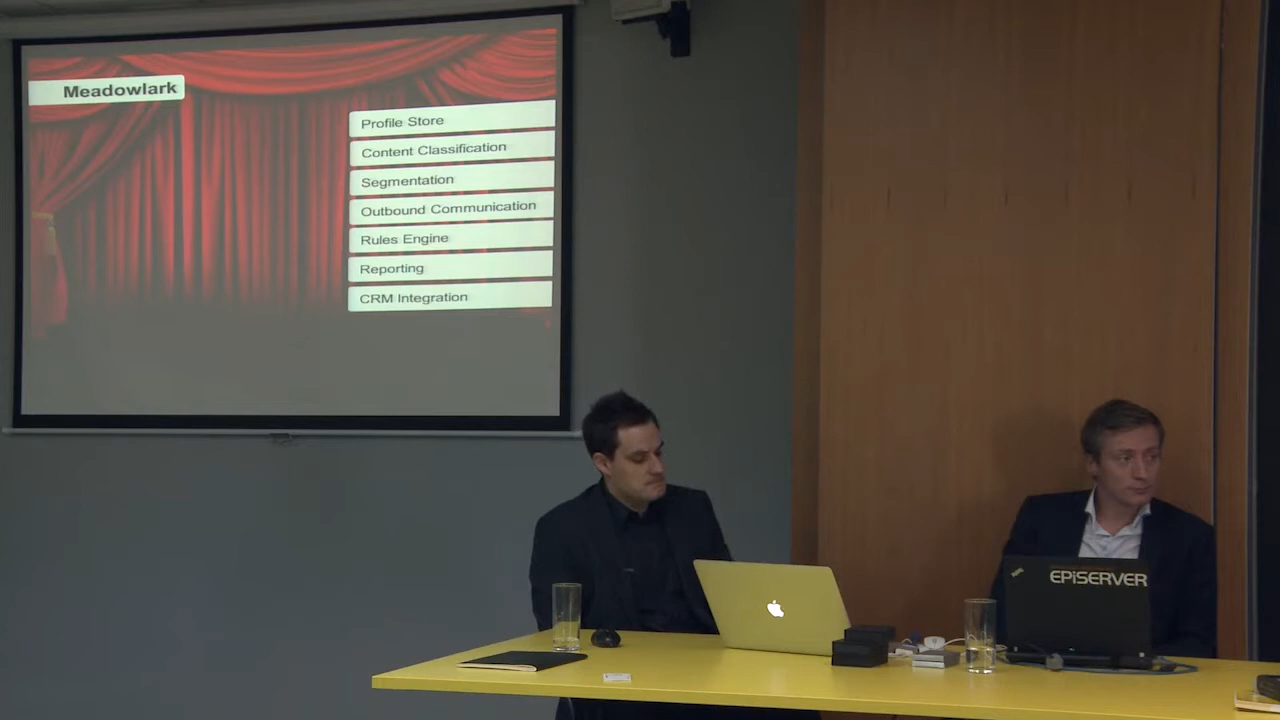 Meadowlark
Profile Store
Content Classification
Segmentation
Outbound Communication
Rules Engine
Reporting
CRM Integration
EPiSERVER